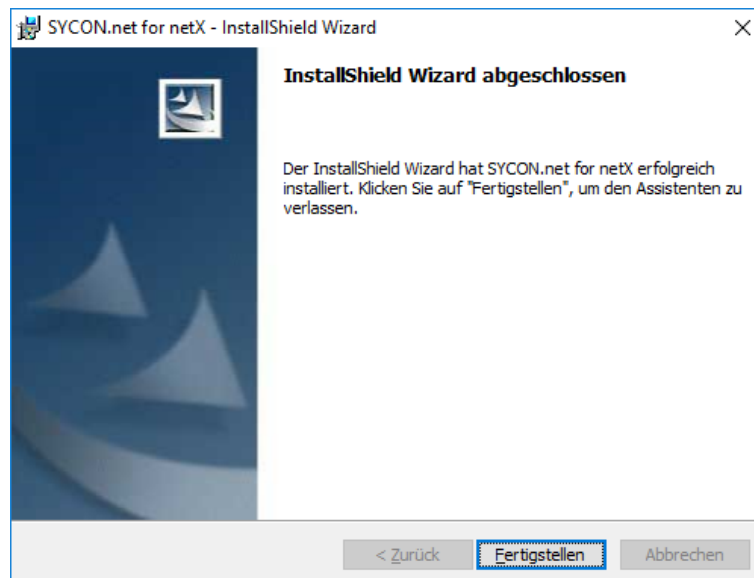 SYCON.net for netX - InstallShield Wizard
InstallShield Wizard abgeschlossen
Der InstallShield Wizard hat SYCON.net for netX erfolgreich
installiert. Klicken Sie auf "Fertigstellen", um den Assistenten zu
verlassen.
< Zurück Fertigstellen Abbrechen